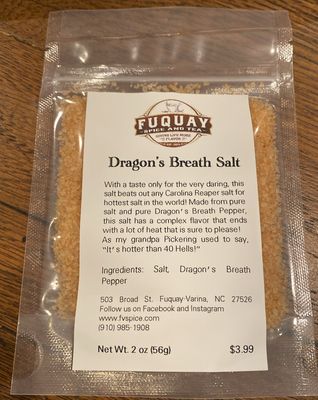 FUQUAY
SPICE AND TEA
GIVING LIFE MORE
FLAVOR
Dragon's Breath Salt
With a taste only for the very daring, this
salt beats out any Carolina Reaper salt for
hottest salt in the world! Made from pure
salt and pure Dragon's Breath Pepper,
this salt has a complex flavor that ends
with a lot of heat that is sure to please!
As my grandpa Pickering used to say,
"It's hotter than 40 Hells!"
Ingredients: Salt, Dragon's Breath
Pepper
503 Broad St. Fuquay-Varina, NC 27526
Follow us on Facebook and Instagram
www.fvspice.com
(910) 985-1908
Net Wt. 2 oz (56g) $3.99